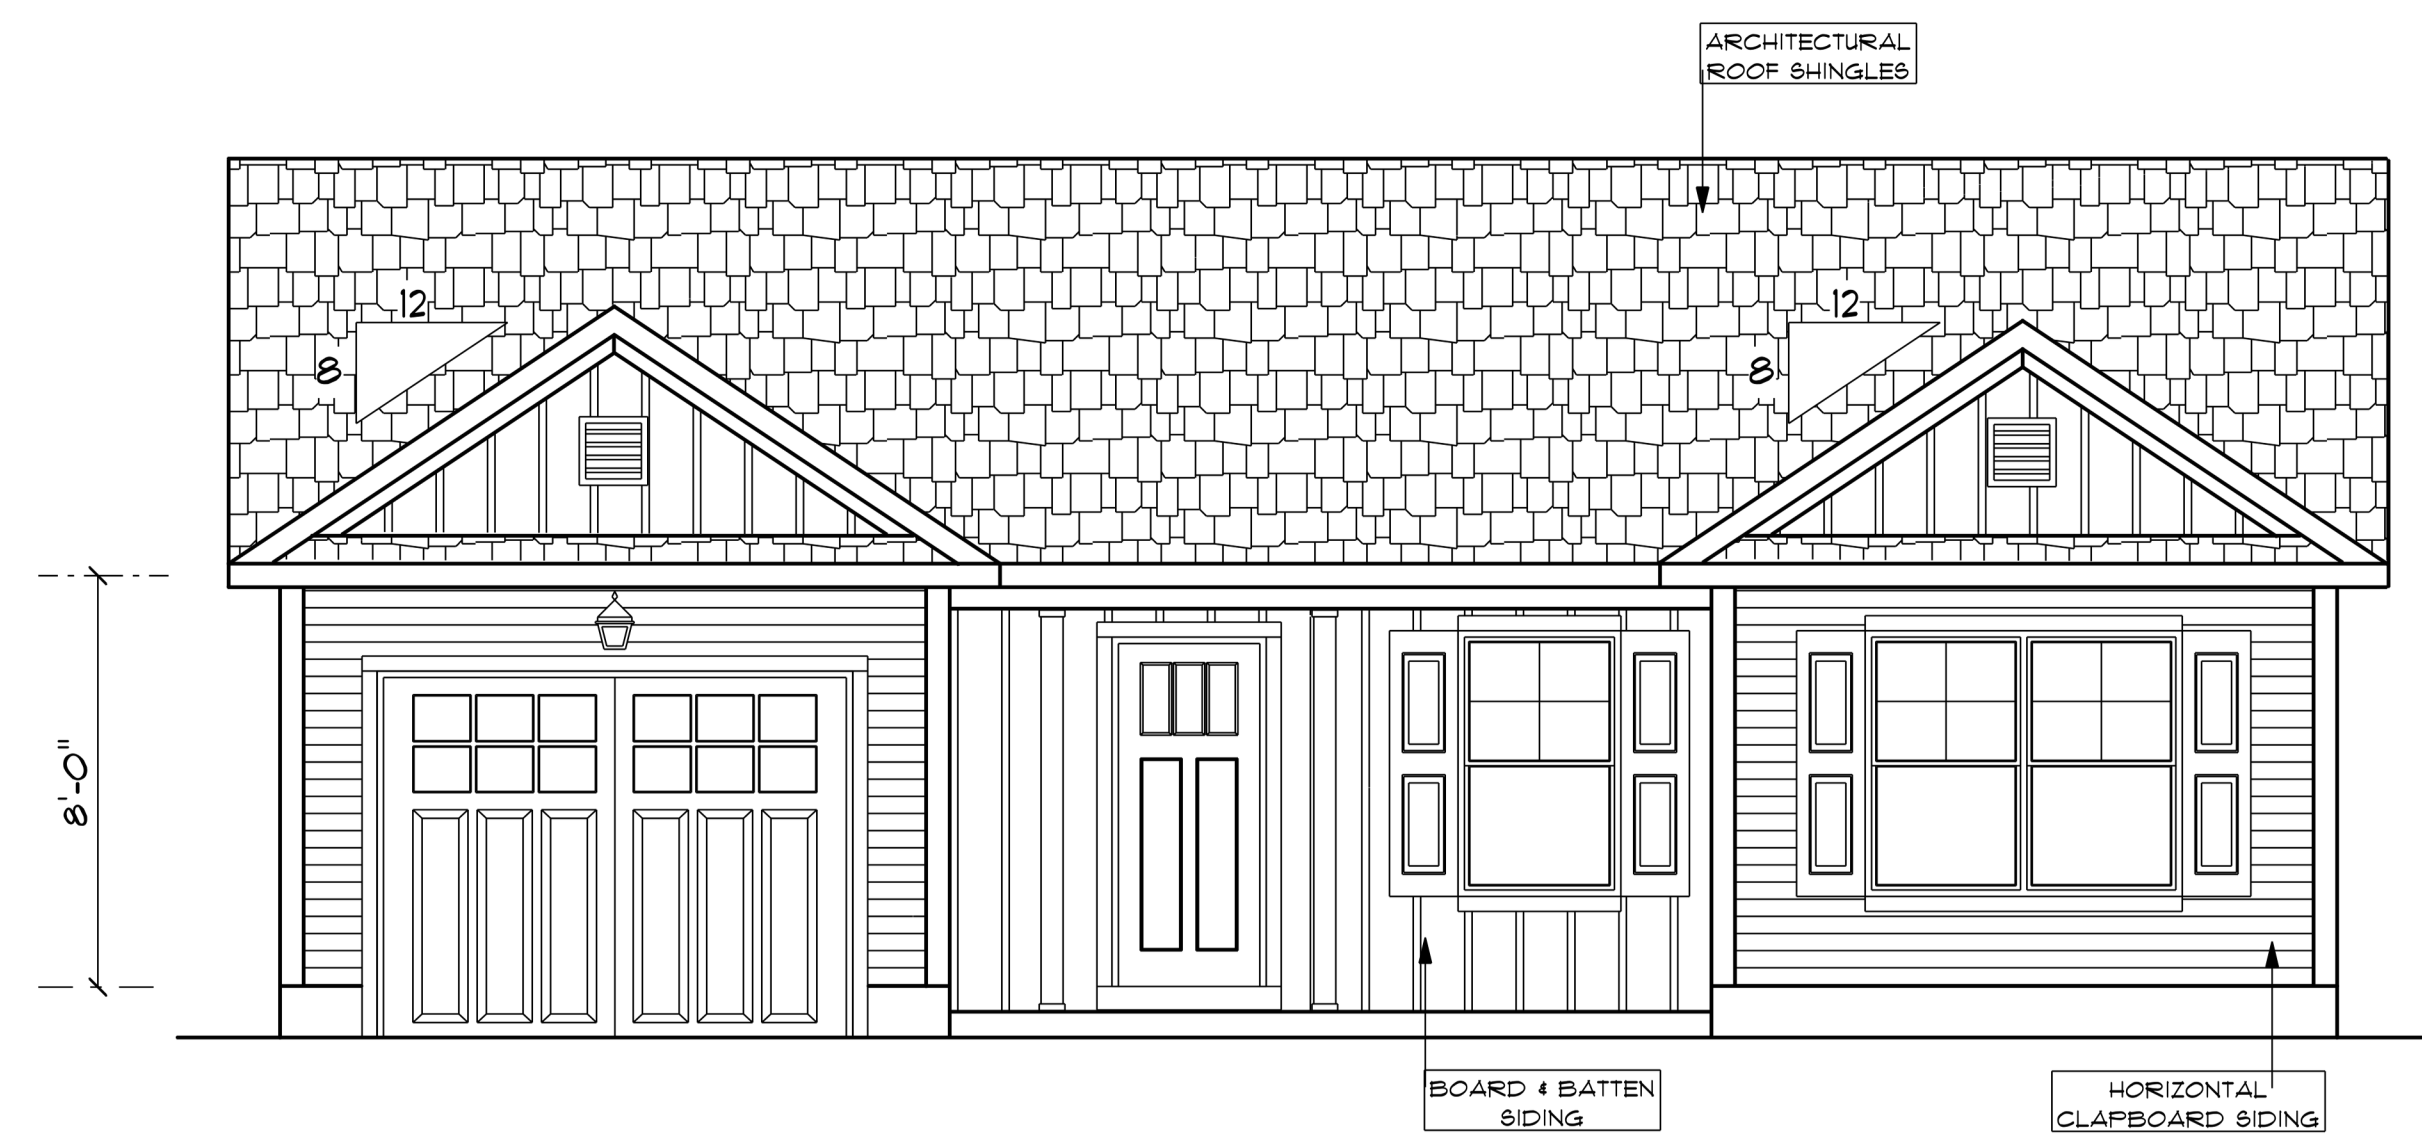 ARCHITECTURAL
ROOF SHINGLES
12
8
12
8
8'-0"
BOARD & BATTEN
SIDING
HORIZONTAL
CLAPBOARD SIDING